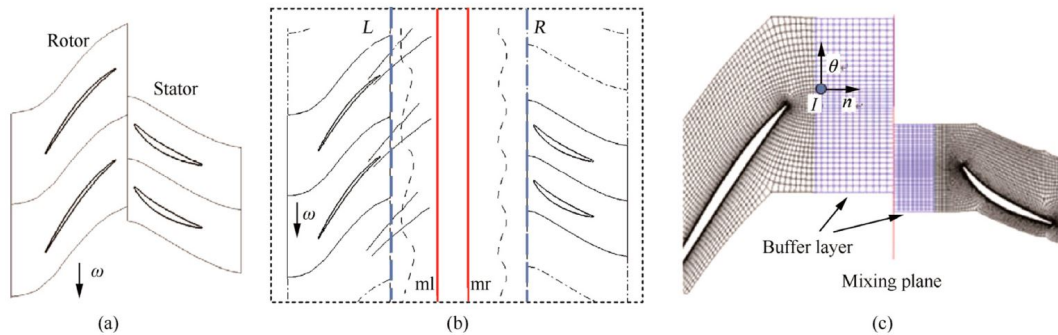 Rotor
Stator
ω
(a)
L
R
ω
ml
mr
(b)
θ
I
n
Buffer layer
Mixing plane
(c)